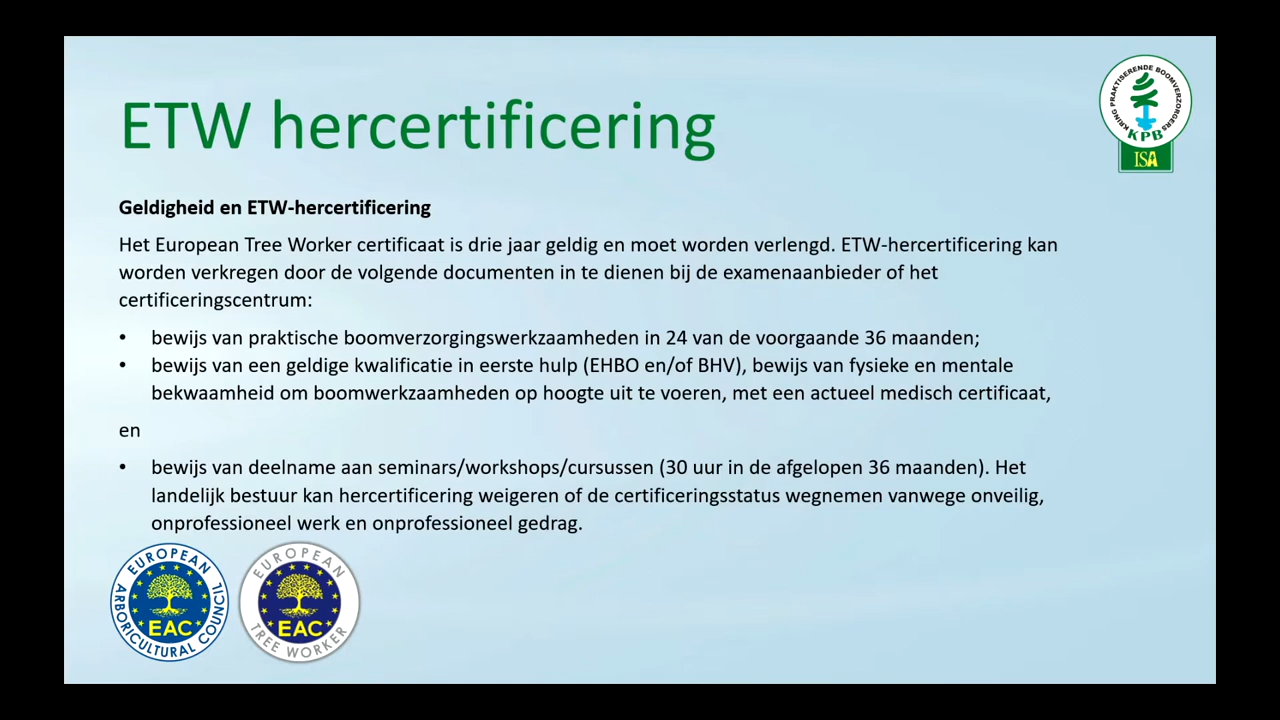 ETW hercertificering
KRING PRAKTISERENDE BOOMVERZORGERS
KPB
ISA
Geldigheid en ETW-hercertificering
Het European Tree Worker certificaat is drie jaar geldig en moet worden verlengd. ETW-hercertificering kan
worden verkregen door de volgende documenten in te dienen bij de examenaanbieder of het
certificeringscentrum:
• bewijs van praktische boomverzorgingswerkzaamheden in 24 van de voorgaande 36 maanden;
• bewijs van een geldige kwalificatie in eerste hulp (EHBO en/of BHV), bewijs van fysieke en mentale
bekwaamheid om boomwerkzaamheden op hoogte uit te voeren, met een actueel medisch certificaat,
en
• bewijs van deelname aan seminars/workshops/cursussen (30 uur in de afgelopen 36 maanden). Het
landelijk bestuur kan hercertificering weigeren of de certificeringsstatus wegnemen vanwege onveilig,
onprofessioneel werk en onprofessioneel gedrag.
EUROPEAN
ARBORICULTURAL COUNCIL
EAC
EUROPEAN
TREE WORKER
EAC